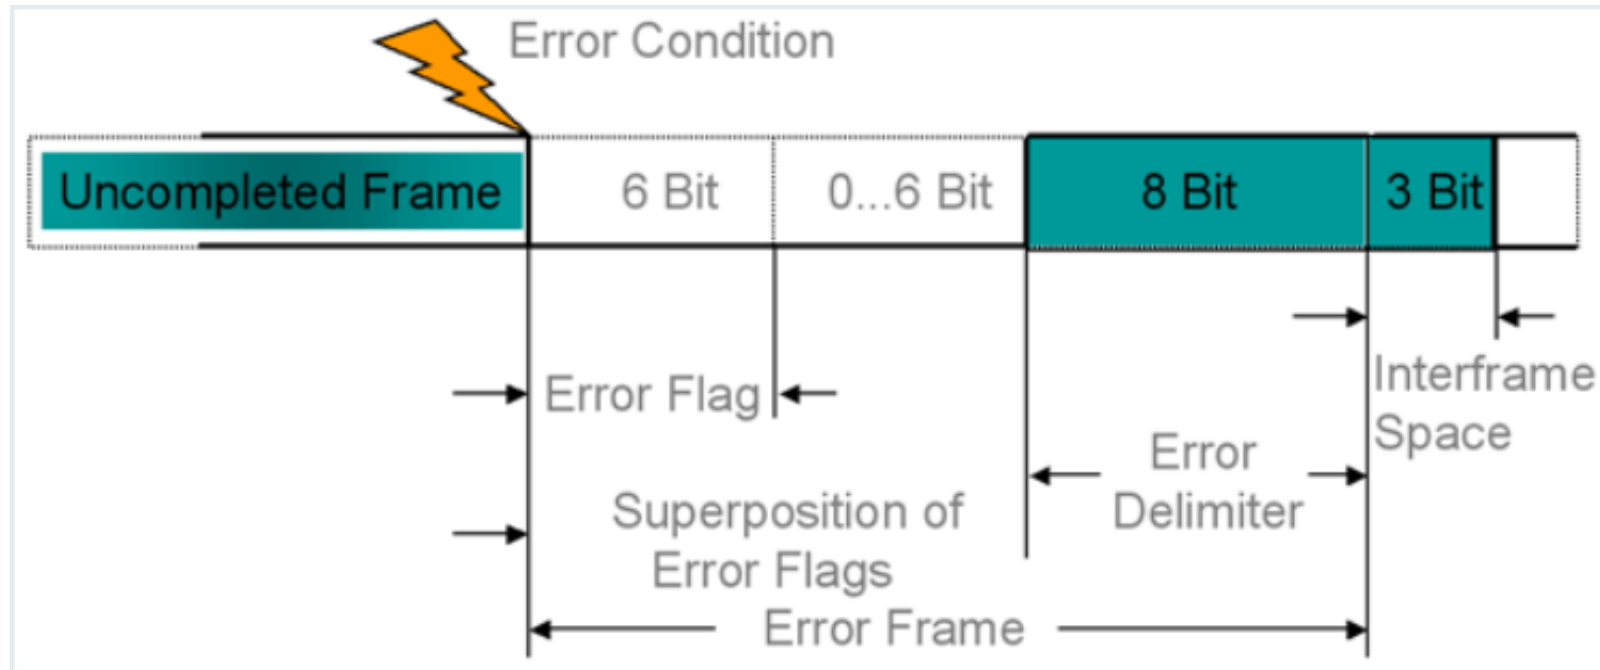 Error Condition
Uncompleted Frame
6 Bit
0...6 Bit
8 Bit
3 Bit
Error Flag
Interframe
Space
Error
Delimiter
Superposition of
Error Flags
Error Frame